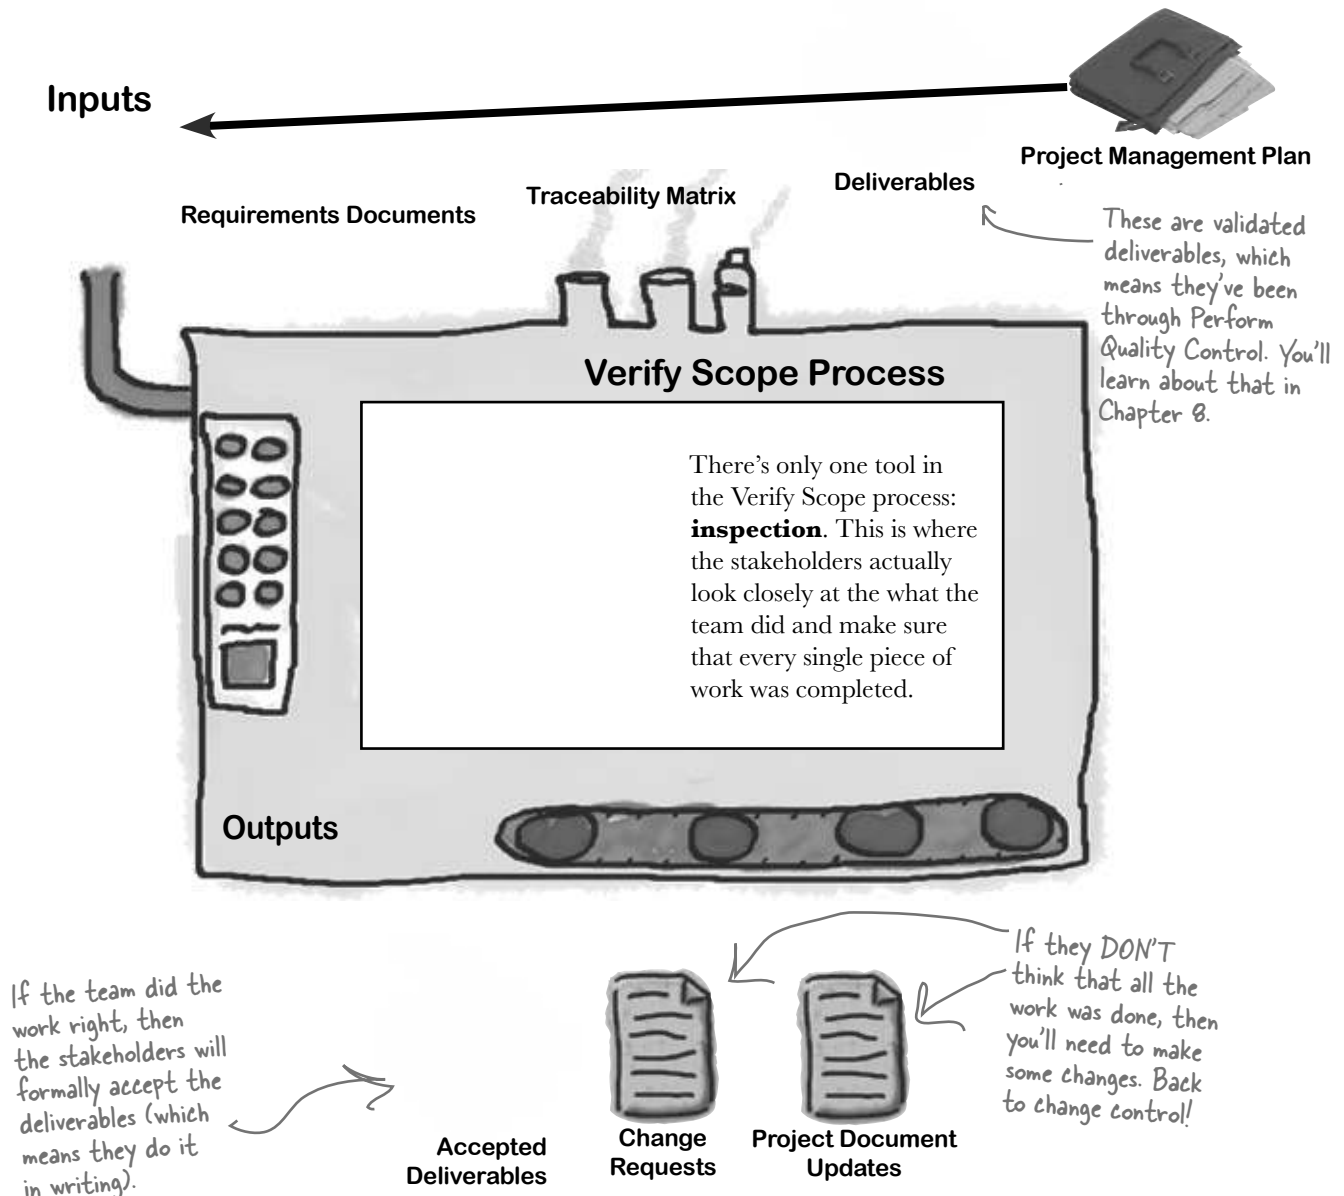 Inputs
Project Management Plan
Deliverables
Traceability Matrix
Requirements Documents
These are validated
deliverables, which
means they've been
through Perform
Quality Control. You'll
learn about that in
Chapter 8.
Verify Scope Process
There's only one tool in
the Verify Scope process:
inspection. This is where
the stakeholders actually
look closely at the what the
team did and make sure
that every single piece of
work was completed.
Outputs
If the team did the
work right, then
the stakeholders will
formally accept the
deliverables (which
means they do it
in writing).
Accepted
Deliverables
Change
Requests
Project Document
Updates
If they DON'T
think that all the
work was done, then
you'll need to make
some changes. Back
to change control!